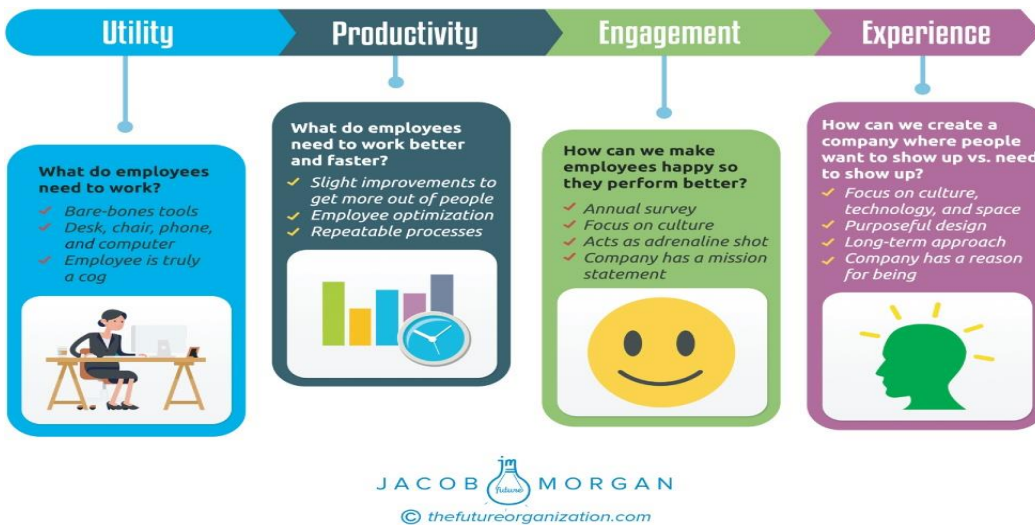 Utility
Productivity
Engagement
Experience
What do employees
need to work?
Bare-bones tools
Desk, chair, phone,
and computer
Employee is truly
a cog
What do employees
need to work better
and faster?
Slight improvements to
get more out of people
Employee optimization
Repeatable processes
How can we make
employees happy so
they perform better?
Annual survey
Focus on culture
Acts as adrenaline shot
Company has a mission
statement
How can we create a
company where people
want to show up vs. need
to show up?
Focus on culture,
technology, and space
Purposeful design
Long-term approach
Company has a reason
for being
JACOB jm Future MORGAN
© thefutureorganization.com